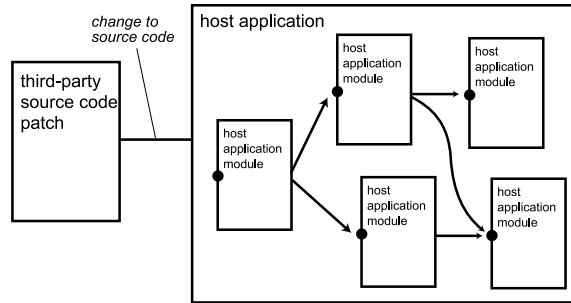 change to
source code
host application
third-party
source code
patch
host
application
module
host
application
module
host
application
module
host
application
module
host
application
module